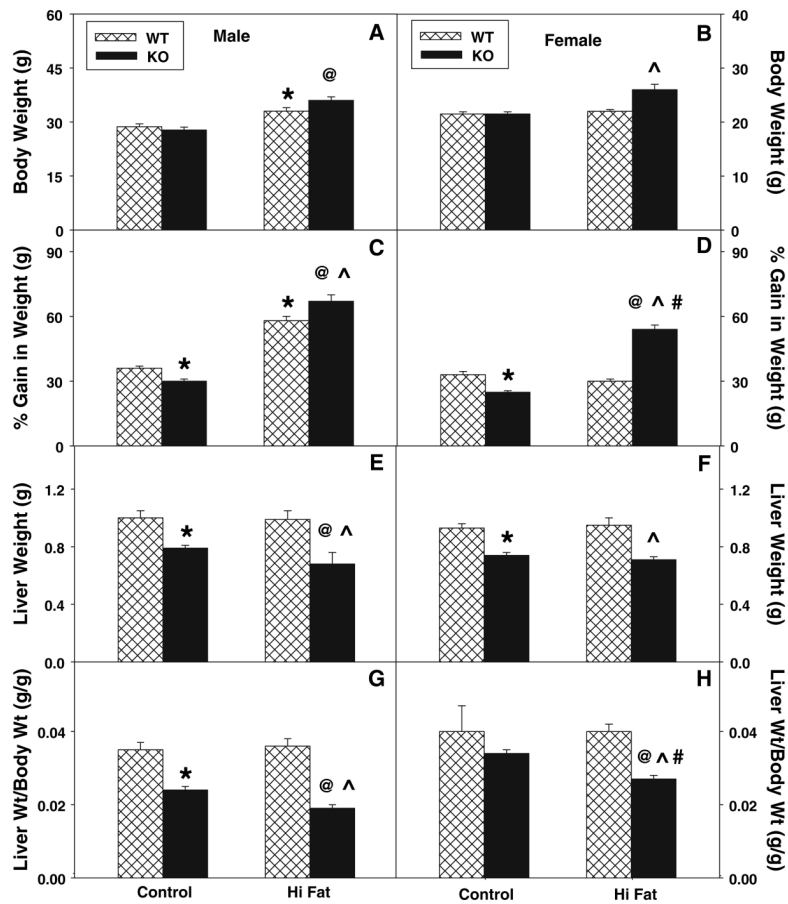 60
45
30
15
0
Body Weight (g)
WT
KO
Male
A
*
@
WT
KO
Female
B
^
40
30
20
10
0
Body Weight (g)
90
60
30
0
% Gain in Weight (g)
C
*
*
@ ^
D
*
@ ^ #
90
60
30
0
% Gain in Weight (g)
1.2
0.8
0.4
0.0
Liver Weight (g)
E
*
@ ^
F
*
^
1.2
0.8
0.4
0.0
Liver Weight (g)
0.04
0.02
0.00
Liver Wt/Body Wt (g/g)
G
*
@ ^
H
@ ^ #
0.04
0.02
0.00
Liver Wt/Body Wt (g/g)
Control
Hi Fat
Control
Hi Fat